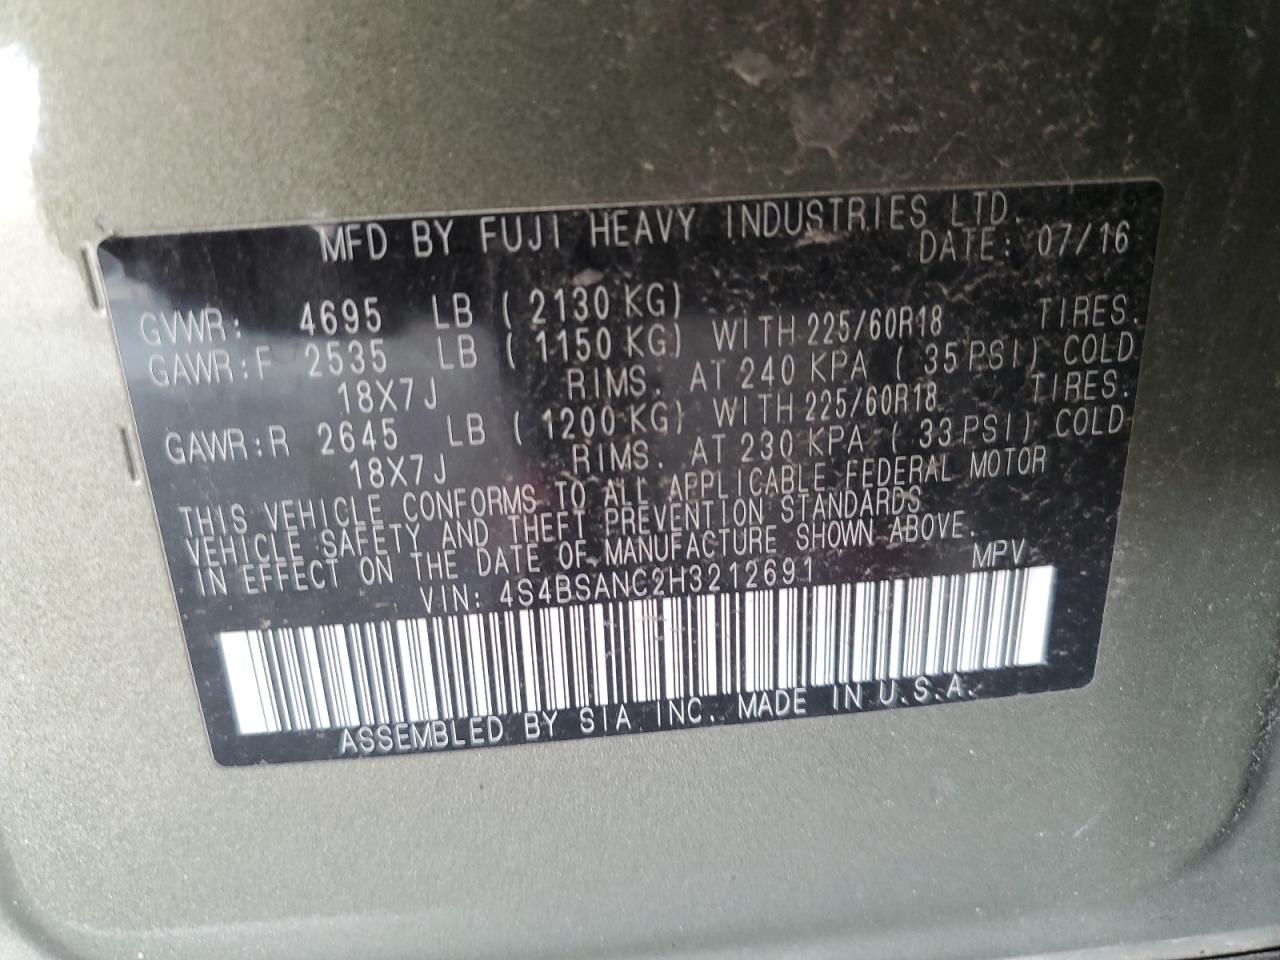 MFD BY FUJI HEAVY INDUSTRIES LTD.
DATE: 07/16
GVWR: 4695 LB ( 2130 KG)
GAWR:F 2535 LB ( 1150 KG) WITH 225/60R18 TIRES.
18X7J RIMS. AT 240 KPA ( 35 PSI) COLD
GAWR:R 2645 LB ( 1200 KG) WITH 225/60R18 TIRES.
18X7J RIMS. AT 230 KPA ( 33 PSI) COLD
THIS VEHICLE CONFORMS TO ALL APPLICABLE FEDERAL MOTOR
VEHICLE SAFETY AND THEFT PREVENTION STANDARDS
IN EFFECT ON THE DATE OF MANUFACTURE SHOWN ABOVE.
VIN: 4S4BSANC2H3212691 MPV
ASSEMBLED BY SIA INC. MADE IN U.S.A.